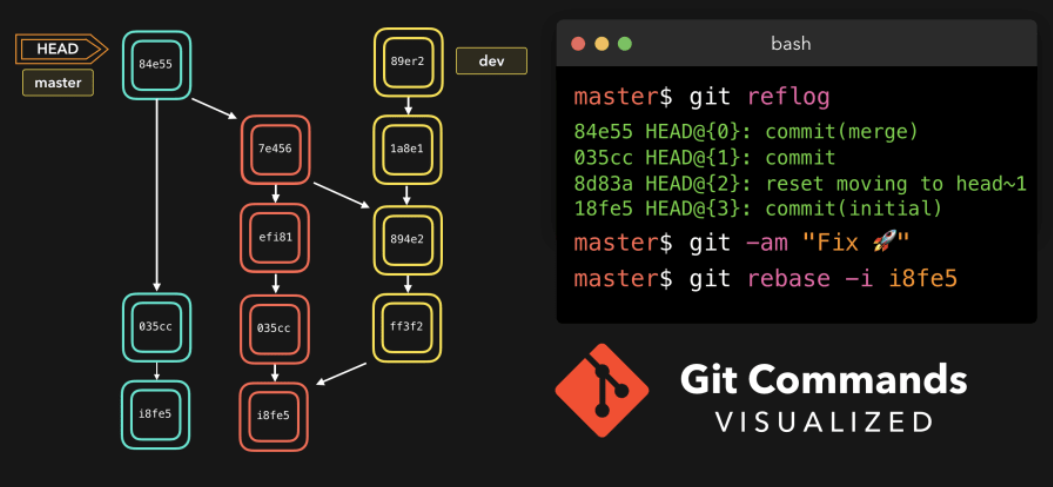 HEAD
master
84e55
89er2
dev
7e456
1a8e1
efi81
894e2
035cc
035cc
ff3f2
i8fe5
i8fe5
bash
master$ git reflog
84e55 HEAD@{0}: commit(merge)
035cc HEAD@{1}: commit
8d83a HEAD@{2}: reset moving to head~1
18fe5 HEAD@{3}: commit(initial)
master$ git –am "Fix 🚀"
master$ git rebase –i i8fe5
Git Commands
VISUALIZED